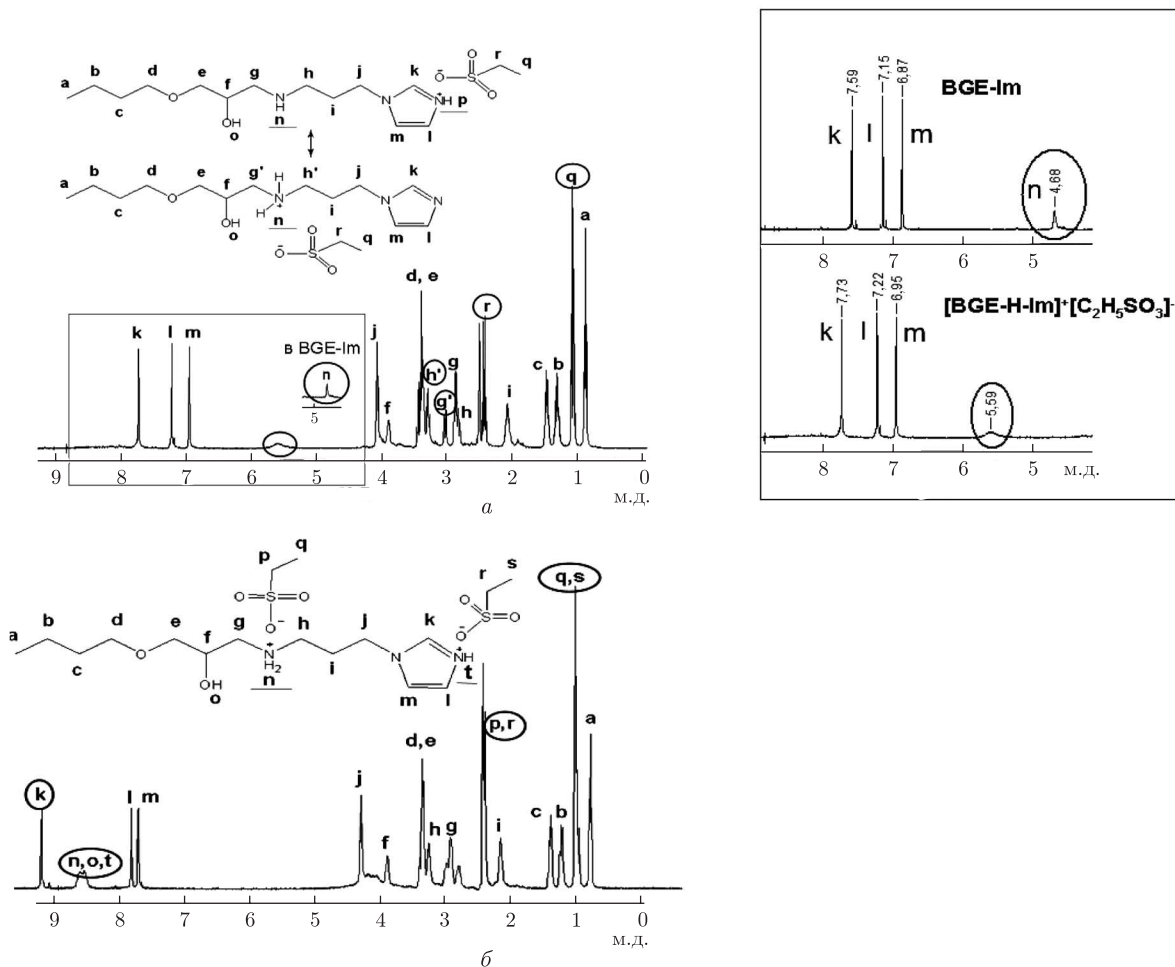 a b c d e f g h i j k
N H n OH o O N NH p m l
O O S O r q
a b c d e f g' h' i j k
H N H n OH o O N N m l
O O S O r q
q a
d, e
r
k l m
в BGE-Im
n
5
j h' g
c b
f g' h i
9 8 7 6 5 4 3 2 1 0
м.д.
а
7,59 7,15 6,87
BGE-Im
k l m n 4,68
8 7 6 5
7,73 7,22 6,95
[BGE-H-Im]⁺[C₂H₅SO₃]⁻
k l m
5,59
8 7 6 5 м.д.
p q
O S O O⁻
r s
O S O O⁻
a b c d e f g h i j k
O OH o N H₂ n N NH t m l
q,s
a
p,r
d,e
j
k l m
n,o,t
f h g i c b
9 8 7 6 5 4 3 2 1 0
м.д.
б